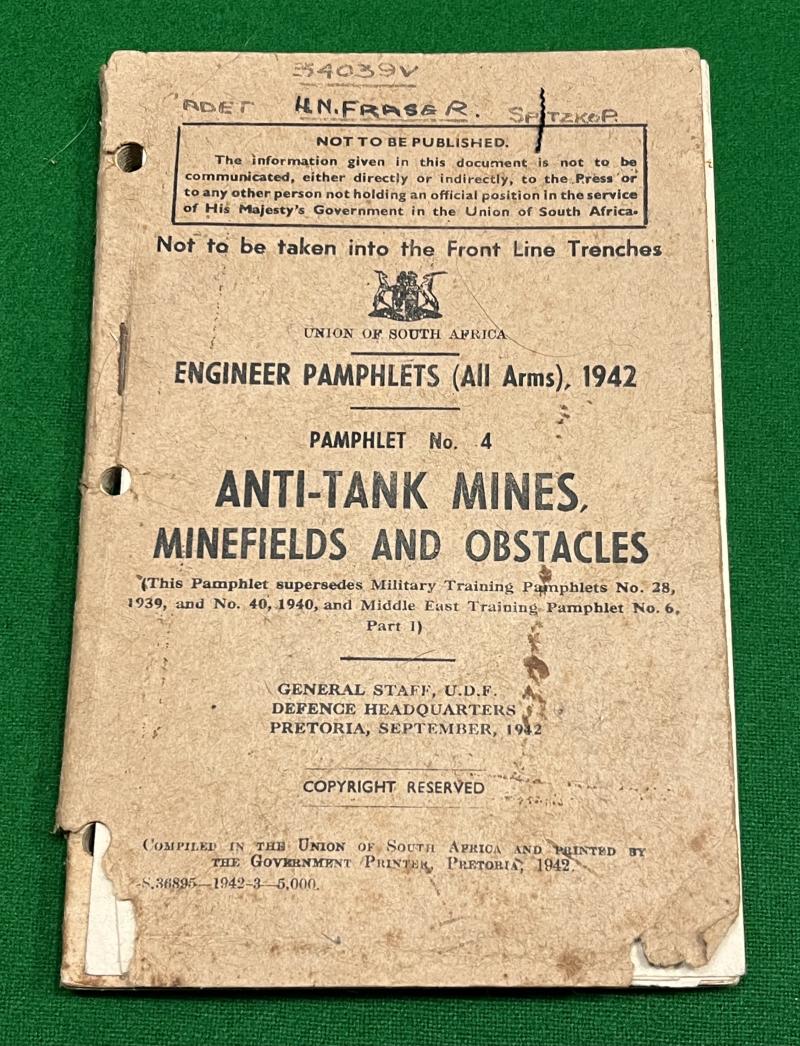 54039V
ADET H.N. FRASER. SPITZKOP.
NOT TO BE PUBLISHED.
The information given in this document is not to be
communicated, either directly or indirectly, to the Press or
to any other person not holding an official position in the service
of His Majesty's Government in the Union of South Africa.
Not to be taken into the Front Line Trenches
UNION OF SOUTH AFRICA
ENGINEER PAMPHLETS (All Arms), 1942
PAMPHLET No. 4
ANTI-TANK MINES,
MINEFIELDS AND OBSTACLES
(This Pamphlet supersedes Military Training Pamphlets No. 28,
1939, and No. 40, 1940, and Middle East Training Pamphlet No. 6,
Part 1)
GENERAL STAFF, U.D.F.
DEFENCE HEADQUARTERS
PRETORIA, SEPTEMBER, 1942
COPYRIGHT RESERVED
COMPILED IN THE UNION OF SOUTH AFRICA AND PRINTED BY
THE GOVERNMENT PRINTER, PRETORIA, 1942.
S.36895—1942-3—5,000.